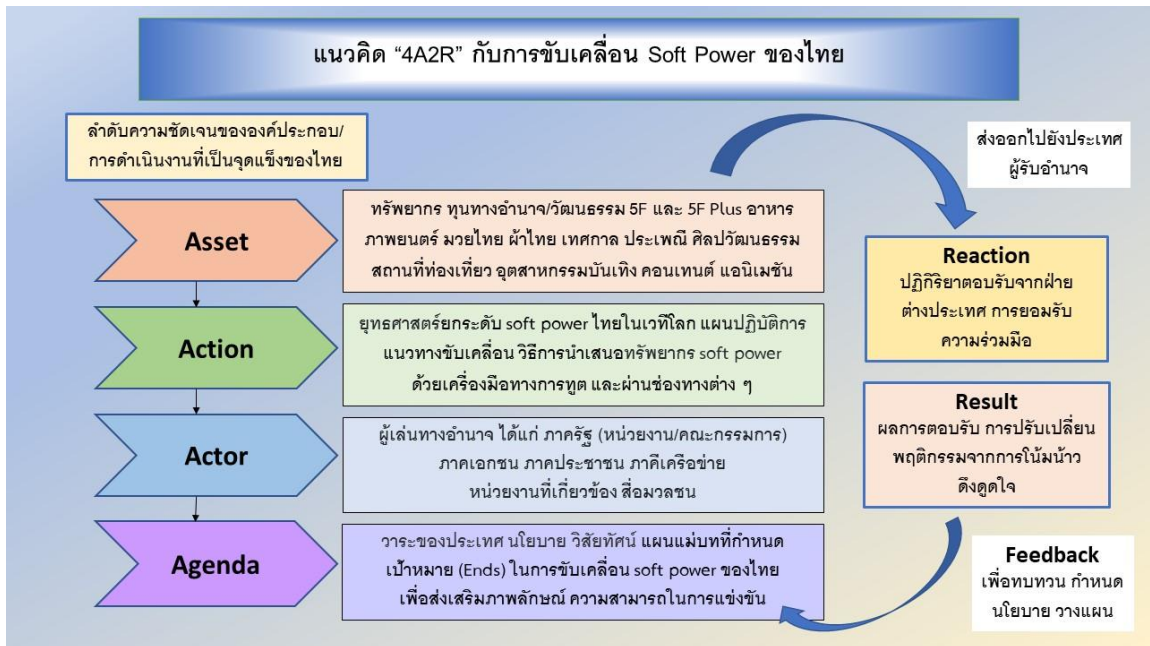 แนวคิด “4A2R” กับการขับเคลื่อน Soft Power ของไทย
ลำดับความชัดเจนขององค์ประกอบ/
การดำเนินงานที่เป็นจุดแข็งของไทย
Asset
ทรัพยากร ทุนทางอำนาจ/วัฒนธรรม 5F และ 5F Plus อาหาร
ภาพยนตร์ มวยไทย ผ้าไทย เทศกาล ประเพณี ศิลปวัฒนธรรม
สถานที่ท่องเที่ยว อุตสาหกรรมบันเทิง คอนเทนต์ แอนิเมชัน
Action
ยุทธศาสตร์ยกระดับ soft power ไทยในเวทีโลก แผนปฏิบัติการ
แนวทางขับเคลื่อน วิธีการนำเสนอทรัพยากร soft power
ด้วยเครื่องมือทางการทูต และผ่านช่องทางต่าง ๆ
Actor
ผู้เล่นทางอำนาจ ได้แก่ ภาครัฐ (หน่วยงาน/คณะกรรมการ)
ภาคเอกชน ภาคประชาชน ภาคีเครือข่าย
หน่วยงานที่เกี่ยวข้อง สื่อมวลชน
Agenda
วาระของประเทศ นโยบาย วิสัยทัศน์ แผนแม่บทที่กำหนด
เป้าหมาย (Ends) ในการขับเคลื่อน soft power ของไทย
เพื่อส่งเสริมภาพลักษณ์ ความสามารถในการแข่งขัน
ส่งออกไปยังประเทศ
ผู้รับอำนาจ
Reaction
ปฏิกิริยาตอบรับจากฝ่าย
ต่างประเทศ การยอมรับ
ความร่วมมือ
Result
ผลการตอบรับ การปรับเปลี่ยน
พฤติกรรมจากการโน้มน้าว
ดึงดูดใจ
Feedback
เพื่อทบทวน กำหนด
นโยบาย วางแผน